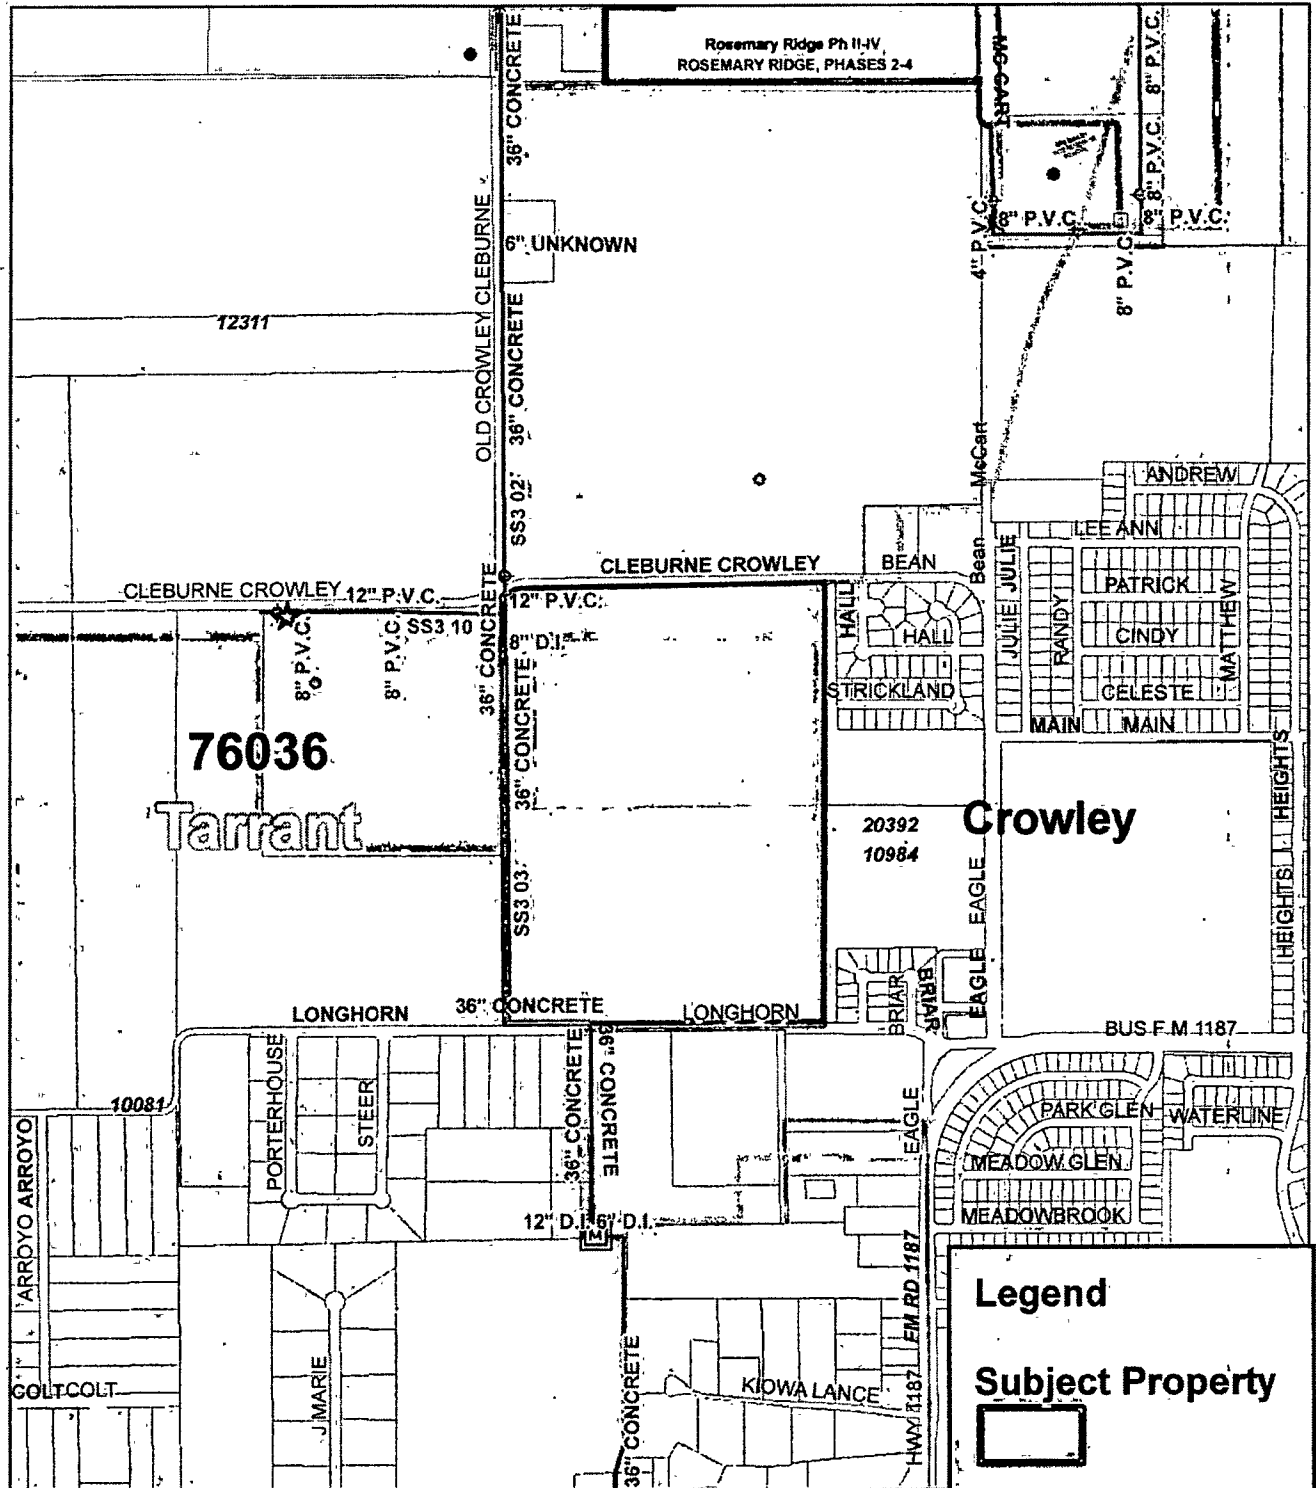 Rosemary Ridge Ph II-IV,
ROSEMARY RIDGE, PHASES 2-4
36" CONCRETE
MC CART
8" P.V.C.
8" P.V.C.
8" P.V.C.
8" P.V.C.
8" P.V.C.
8" P.V.C.
4" P.V.C.
OLD CROWLEY CLEBURNE
6" UNKNOWN
12311
36" CONCRETE
SS3 02
Bean McCart
ANDREW
LEE ANN
CLEBURNE CROWLEY
BEAN
Bean
JULIE JULIE
PATRICK
CLEBURNE CROWLEY
12" P.V.C.
12" P.V.C.
36" CONCRETE
SS3 10
8" P.V.C.
8" P.V.C.
8" D.I.
HALL
HALL
RANDY
CINDY
MATTHEW
STRICKLAND
CELESTE
MAIN
MAIN
36" CONCRETE
76036
Tarrant
20392
10984
Crowley
HEIGHTS
HEIGHTS
SS3 03
EAGLE EAGLE
BRIAR
BRIAR
LONGHORN
36" CONCRETE
LONGHORN
BUS F.M 1187
PORTERHOUSE
STEER
36" CONCRETE
36" CONCRETE
10081
EAGLE
PARK GLEN
WATERLINE
ARROYO ARROYO
MEADOW GLEN
MEADOWBROOK
12" D.I.
6" D.I.
M
FM RD 1187
HWY 1187
36" CONCRETE
J MARIE
KIOWA LANCE
COLT COLT
Legend
Subject Property